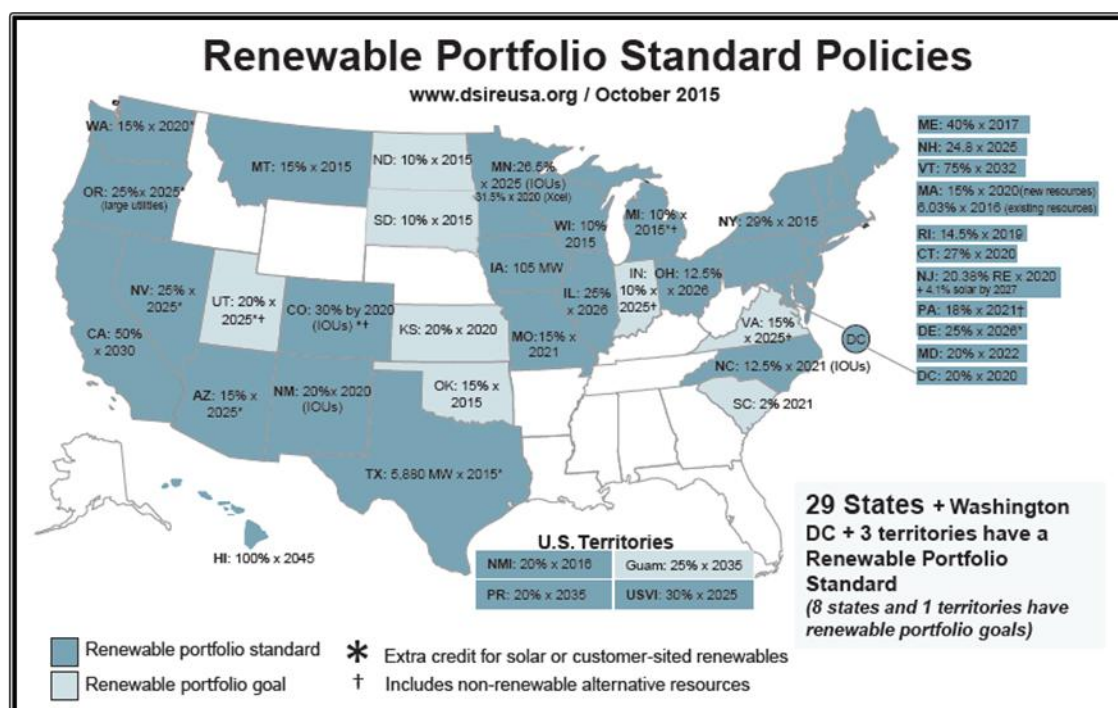 Renewable Portfolio Standard Policies
www.dsireusa.org / October 2015
WA: 15% x 2020*
OR: 25%x 2025*
(large utilities)
MT: 15% x 2015
ND: 10% x 2015
SD: 10% x 2015
MN:26.5%
x 2025 (IOUs)
31.5% x 2020 (Xcel)
WI: 10%
2015
MI: 10% x
2015*†
NY: 29% x 2015
IA: 105 MW
IL: 25%
x 2026
IN:
10% x
2025†
OH: 12.5%
x 2026
NV: 25% x
2025*
UT: 20% x
2025*†
CO: 30% by 2020
(IOUs) *†
KS: 20% x 2020
MO:15% x
2021
VA: 15%
x 2025†
DC
CA: 50%
x 2030
AZ: 15% x
2025*
NM: 20%x 2020
(IOUs)
OK: 15% x
2015
NC: 12.5% x 2021 (IOUs)
SC: 2% 2021
TX: 5,880 MW x 2015*
HI: 100% x 2045
ME: 40% x 2017
NH: 24.8 x 2025
VT: 75% x 2032
MA: 15% x 2020(new resources)
6.03% x 2016 (existing resources)
RI: 14.5% x 2019
CT: 27% x 2020
NJ: 20.38% RE x 2020
+ 4.1% solar by 2027
PA: 18% x 2021†
DE: 25% x 2026*
MD: 20% x 2022
DC: 20% x 2020
U.S. Territories
NMI: 20% x 2016
Guam: 25% x 2035
PR: 20% x 2035
USVI: 30% x 2025
29 States + Washington
DC + 3 territories have a
Renewable Portfolio
Standard
(8 states and 1 territories have
renewable portfolio goals)
Renewable portfolio standard
Renewable portfolio goal
* Extra credit for solar or customer-sited renewables
† Includes non-renewable alternative resources